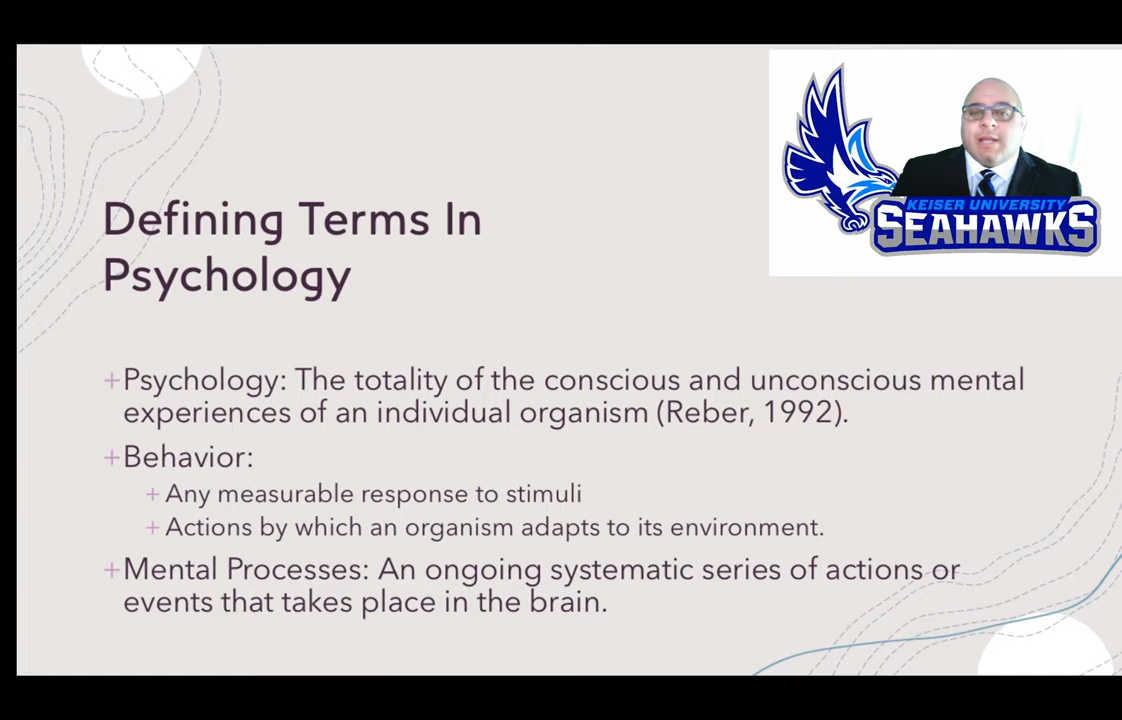 KEISER UNIVERSITY
SEAHAWKS
Defining Terms In
Psychology
+Psychology: The totality of the conscious and unconscious mental
experiences of an individual organism (Reber, 1992).
+Behavior:
+ Any measurable response to stimuli
+ Actions by which an organism adapts to its environment.
+Mental Processes: An ongoing systematic series of actions or
events that takes place in the brain.